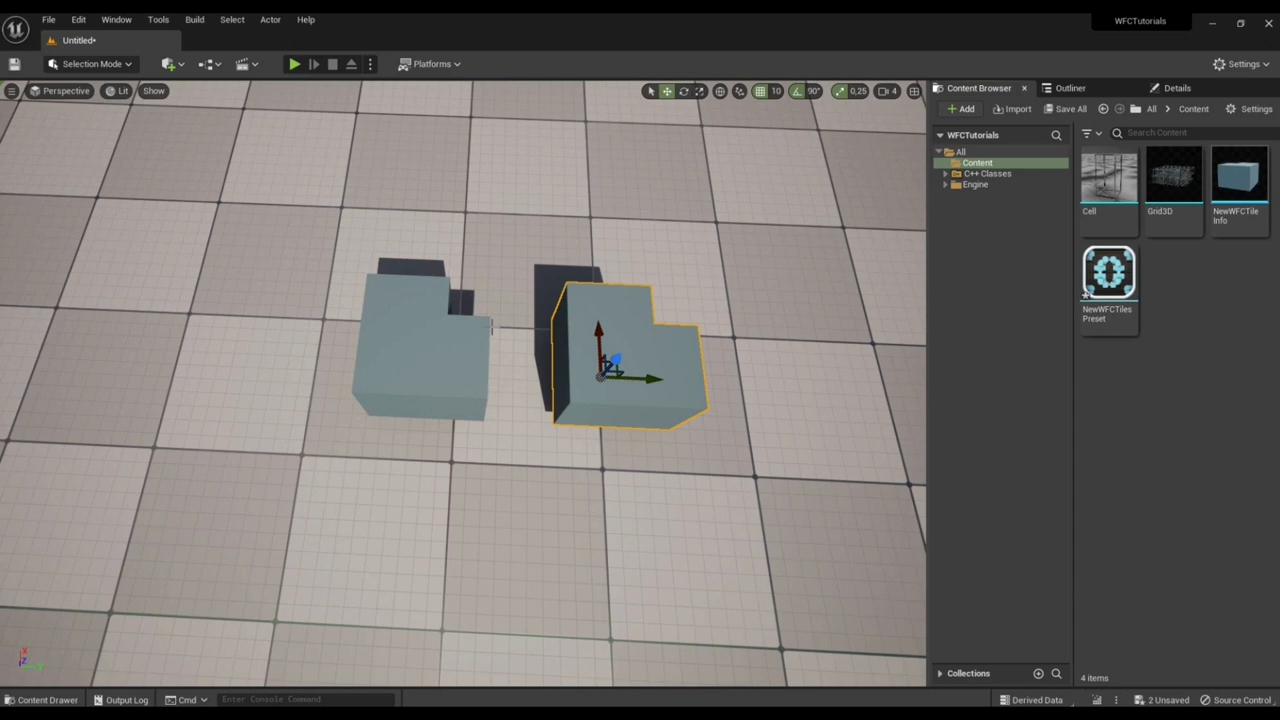 File Edit Window Tools Build Select Actor Help
WFCTutorials
Untitled*
Selection Mode
Platforms
Settings
Perspective Lit Show
10 90° 0,25 4
Content Browser Outliner Details
Add Import Save All All Content Settings
WFCTutorials
Search Content
All
Content
C++ Classes
Engine
Cell
Grid3D
NewWFCTile
Info
NewWFCTiles
Preset
X
Z
Y
Collections
4 items
Content Drawer Output Log Cmd Enter Console Command
Derived Data 2 Unsaved Source Control